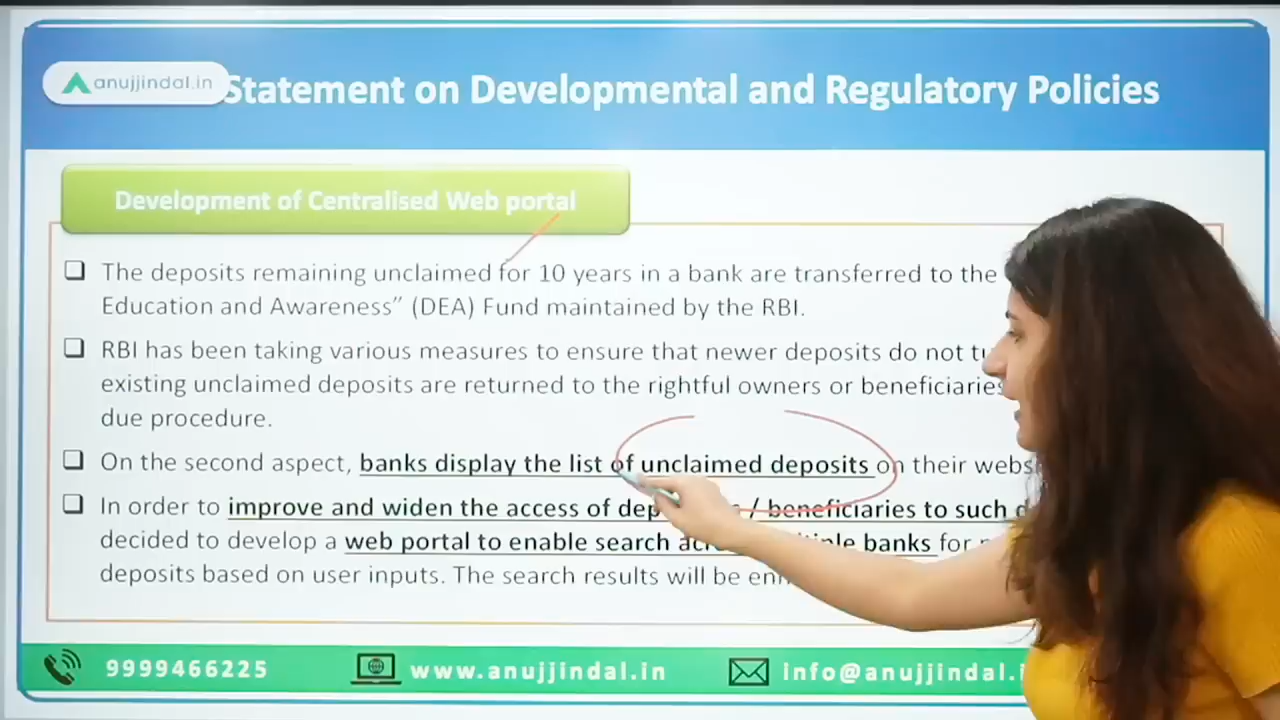 anujjindal.in
Statement on Developmental and Regulatory Policies
Development of Centralised Web portal
The deposits remaining unclaimed for 10 years in a bank are transferred to the
Education and Awareness” (DEA) Fund maintained by the RBI.
RBI has been taking various measures to ensure that newer deposits do not
existing unclaimed deposits are returned to the rightful owners or beneficiaries
due procedure.
On the second aspect, banks display the list of unclaimed deposits on their
In order to improve and widen the access of / beneficiaries to such
decided to develop a web portal to enable search banks for
deposits based on user inputs. The search results will be
9999466225 www.anujjindal.in